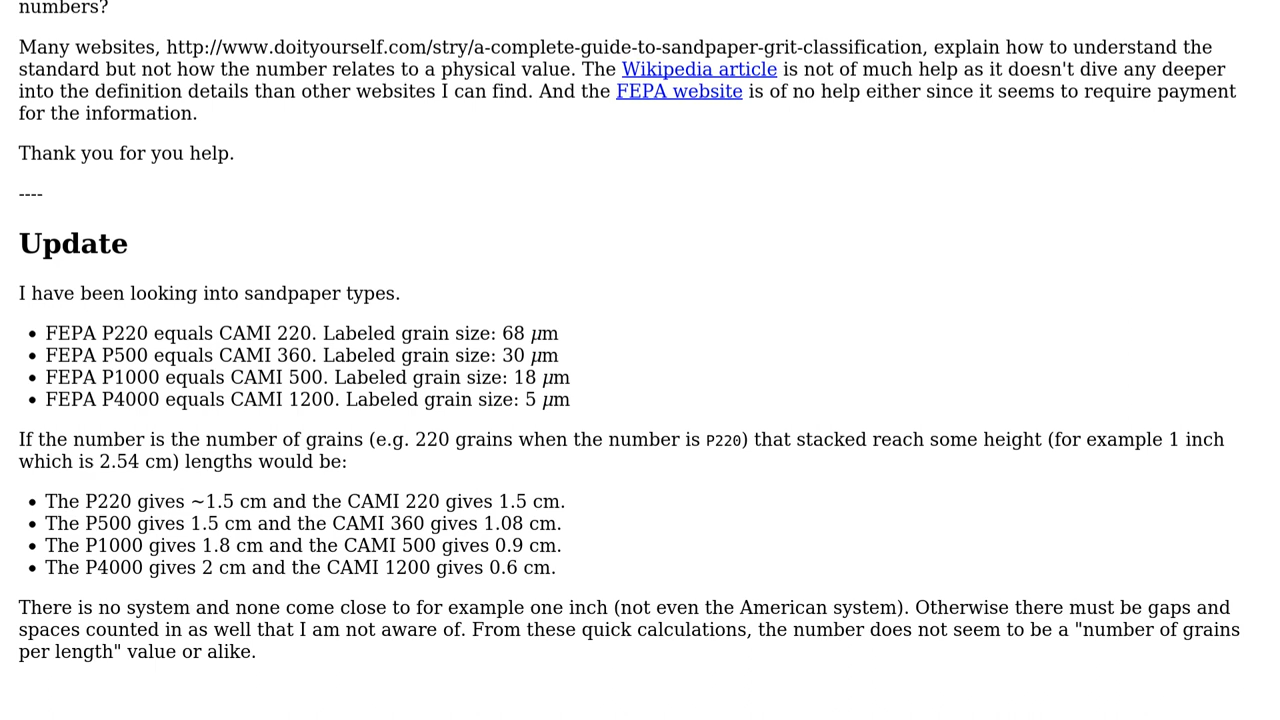 numbers?
Many websites, http://www.doityourself.com/stry/a-complete-guide-to-sandpaper-grit-classification, explain how to understand the
standard but not how the number relates to a physical value. The Wikipedia article is not of much help as it doesn't dive any deeper
into the definition details than other websites I can find. And the FEPA website is of no help either since it seems to require payment
for the information.
Thank you for you help.
----
Update
I have been looking into sandpaper types.
• FEPA P220 equals CAMI 220. Labeled grain size: 68 μm
• FEPA P500 equals CAMI 360. Labeled grain size: 30 μm
• FEPA P1000 equals CAMI 500. Labeled grain size: 18 μm
• FEPA P4000 equals CAMI 1200. Labeled grain size: 5 μm
If the number is the number of grains (e.g. 220 grains when the number is P220) that stacked reach some height (for example 1 inch
which is 2.54 cm) lengths would be:
• The P220 gives ~1.5 cm and the CAMI 220 gives 1.5 cm.
• The P500 gives 1.5 cm and the CAMI 360 gives 1.08 cm.
• The P1000 gives 1.8 cm and the CAMI 500 gives 0.9 cm.
• The P4000 gives 2 cm and the CAMI 1200 gives 0.6 cm.
There is no system and none come close to for example one inch (not even the American system). Otherwise there must be gaps and
spaces counted in as well that I am not aware of. From these quick calculations, the number does not seem to be a "number of grains
per length" value or alike.